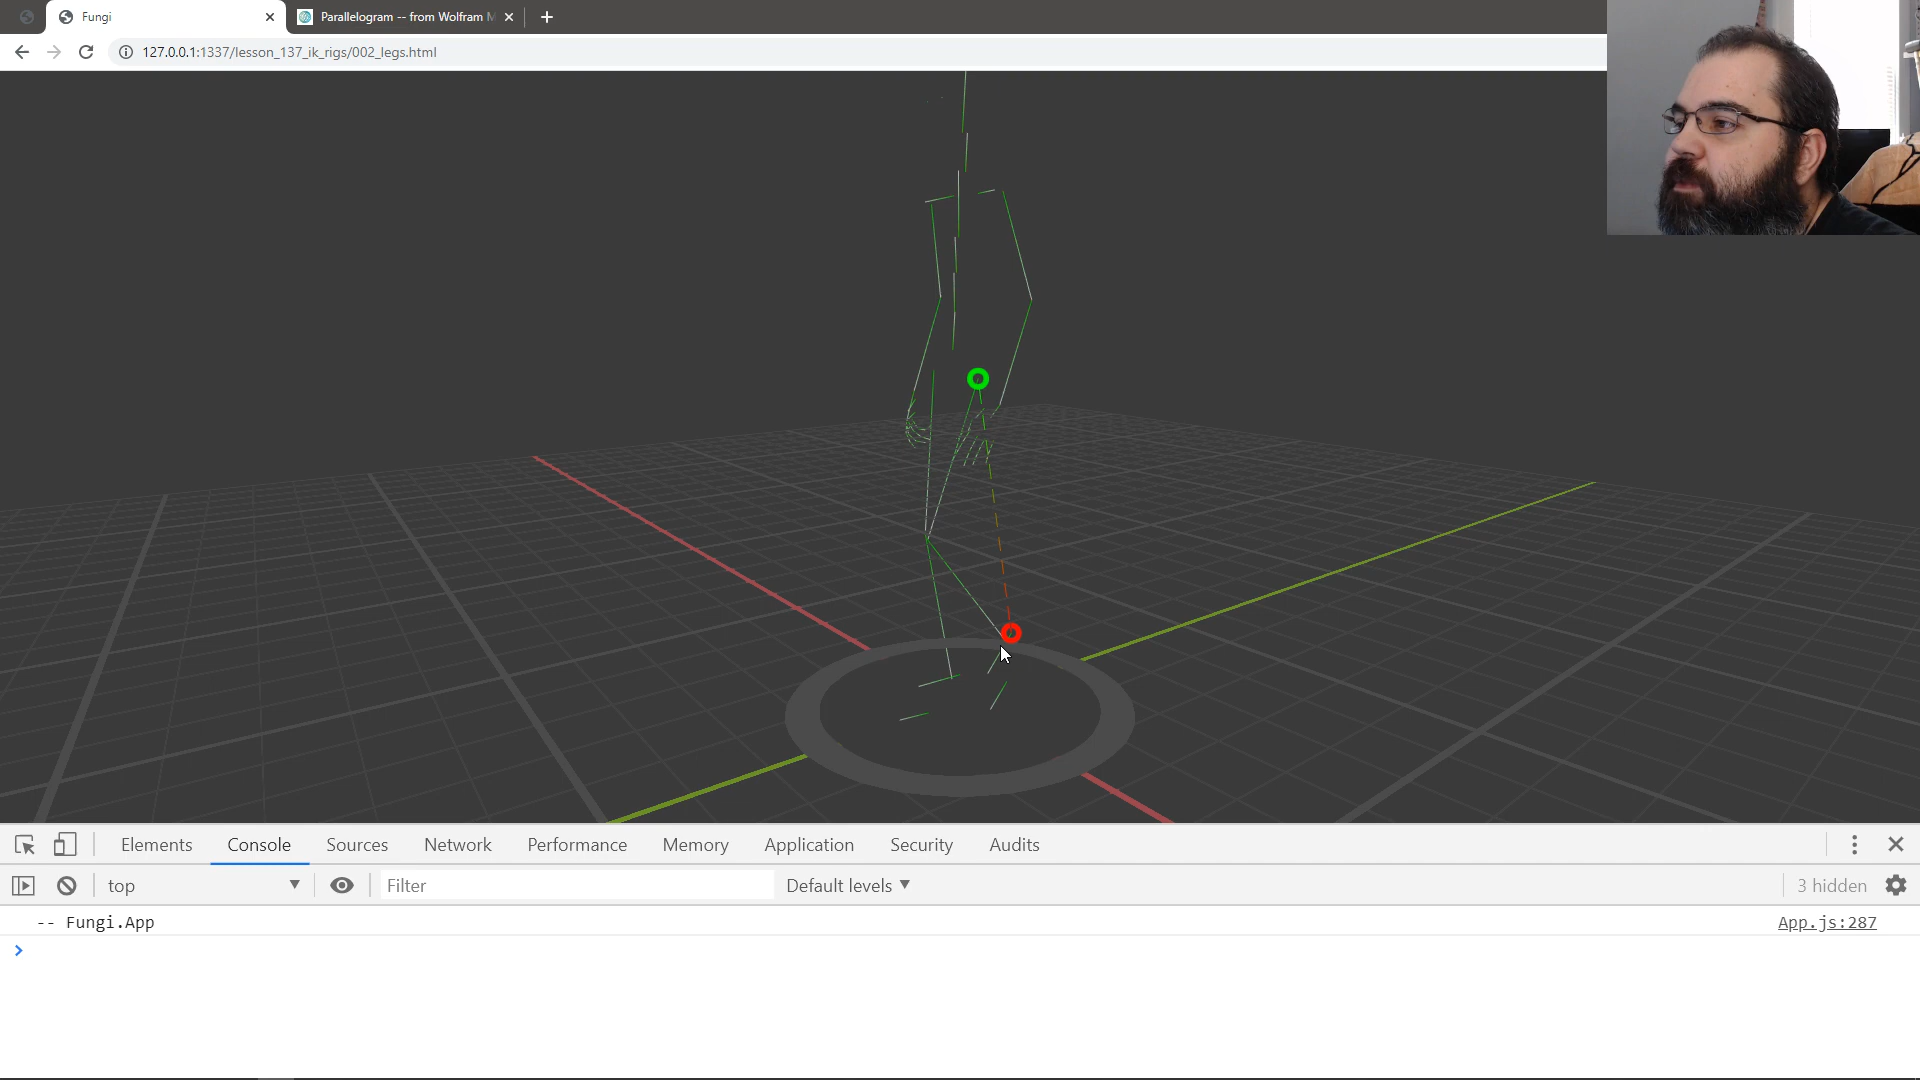 Fungi
Parallelogram -- from Wolfram M
127.0.0.1:1337/lesson_137_ik_rigs/002_legs.html
Elements
Console
Sources
Network
Performance
Memory
Application
Security
Audits
top
Filter
Default levels
3 hidden
-- Fungi.App
App.js:287